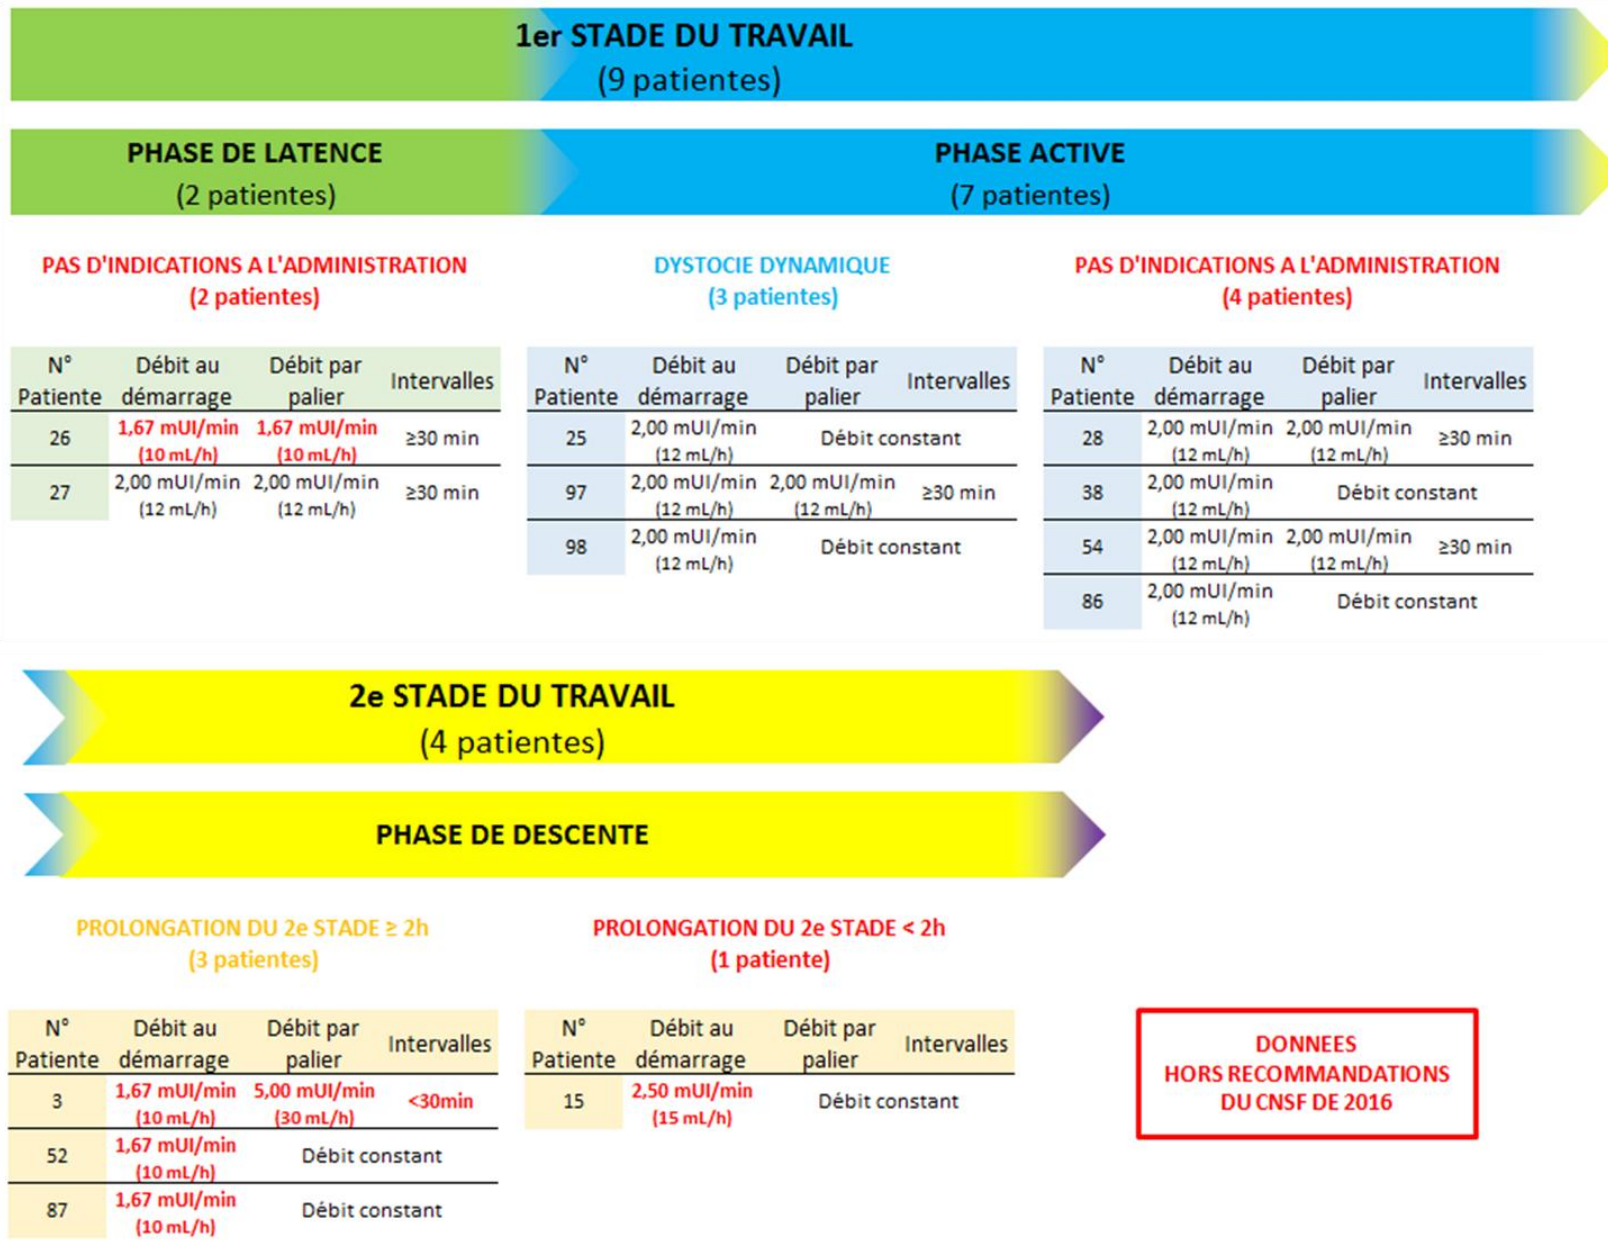 1er STADE DU TRAVAIL
(9 patientes)
PHASE DE LATENCE
(2 patientes)
PHASE ACTIVE
(7 patientes)
PAS D'INDICATIONS A L'ADMINISTRATION
(2 patientes)
N° Patiente Débit au démarrage Débit par palier Intervalles
26 1,67 mUI/min (10 mL/h) 1,67 mUI/min (10 mL/h) ≥30 min
27 2,00 mUI/min (12 mL/h) 2,00 mUI/min (12 mL/h) ≥30 min
DYSTOCIE DYNAMIQUE
(3 patientes)
N° Patiente Débit au démarrage Débit par palier Intervalles
25 2,00 mUI/min (12 mL/h) Débit constant
97 2,00 mUI/min (12 mL/h) 2,00 mUI/min (12 mL/h) ≥30 min
98 2,00 mUI/min (12 mL/h) Débit constant
PAS D'INDICATIONS A L'ADMINISTRATION
(4 patientes)
N° Patiente Débit au démarrage Débit par palier Intervalles
28 2,00 mUI/min (12 mL/h) 2,00 mUI/min (12 mL/h) ≥30 min
38 2,00 mUI/min (12 mL/h) Débit constant
54 2,00 mUI/min (12 mL/h) 2,00 mUI/min (12 mL/h) ≥30 min
86 2,00 mUI/min (12 mL/h) Débit constant
2e STADE DU TRAVAIL
(4 patientes)
PHASE DE DESCENTE
PROLONGATION DU 2e STADE ≥ 2h
(3 patientes)
N° Patiente Débit au démarrage Débit par palier Intervalles
3 1,67 mUI/min (10 mL/h) 5,00 mUI/min (30 mL/h) <30min
52 1,67 mUI/min (10 mL/h) Débit constant
87 1,67 mUI/min (10 mL/h) Débit constant
PROLONGATION DU 2e STADE < 2h
(1 patiente)
N° Patiente Débit au démarrage Débit par palier Intervalles
15 2,50 mUI/min (15 mL/h) Débit constant
DONNEES
HORS RECOMMANDATIONS
DU CNSF DE 2016